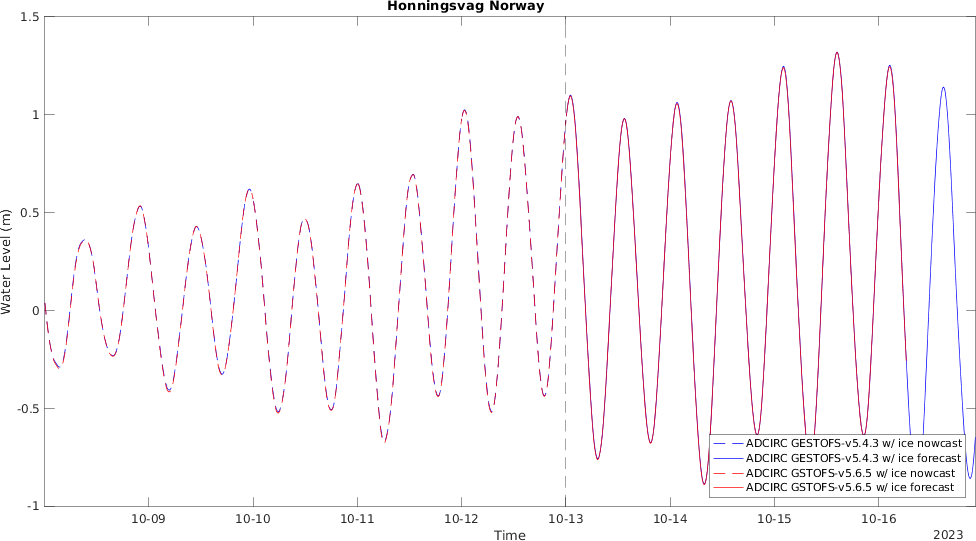 Honningsvag Norway
1.5
1
0.5
0
-0.5
-1
Water Level (m)
10-09
10-10
10-11
10-12
10-13
10-14
10-15
10-16
Time
2023
ADCIRC GESTOFS-v5.4.3 w/ ice nowcast
ADCIRC GESTOFS-v5.4.3 w/ ice forecast
ADCIRC GSTOFS-v5.6.5 w/ ice nowcast
ADCIRC GSTOFS-v5.6.5 w/ ice forecast